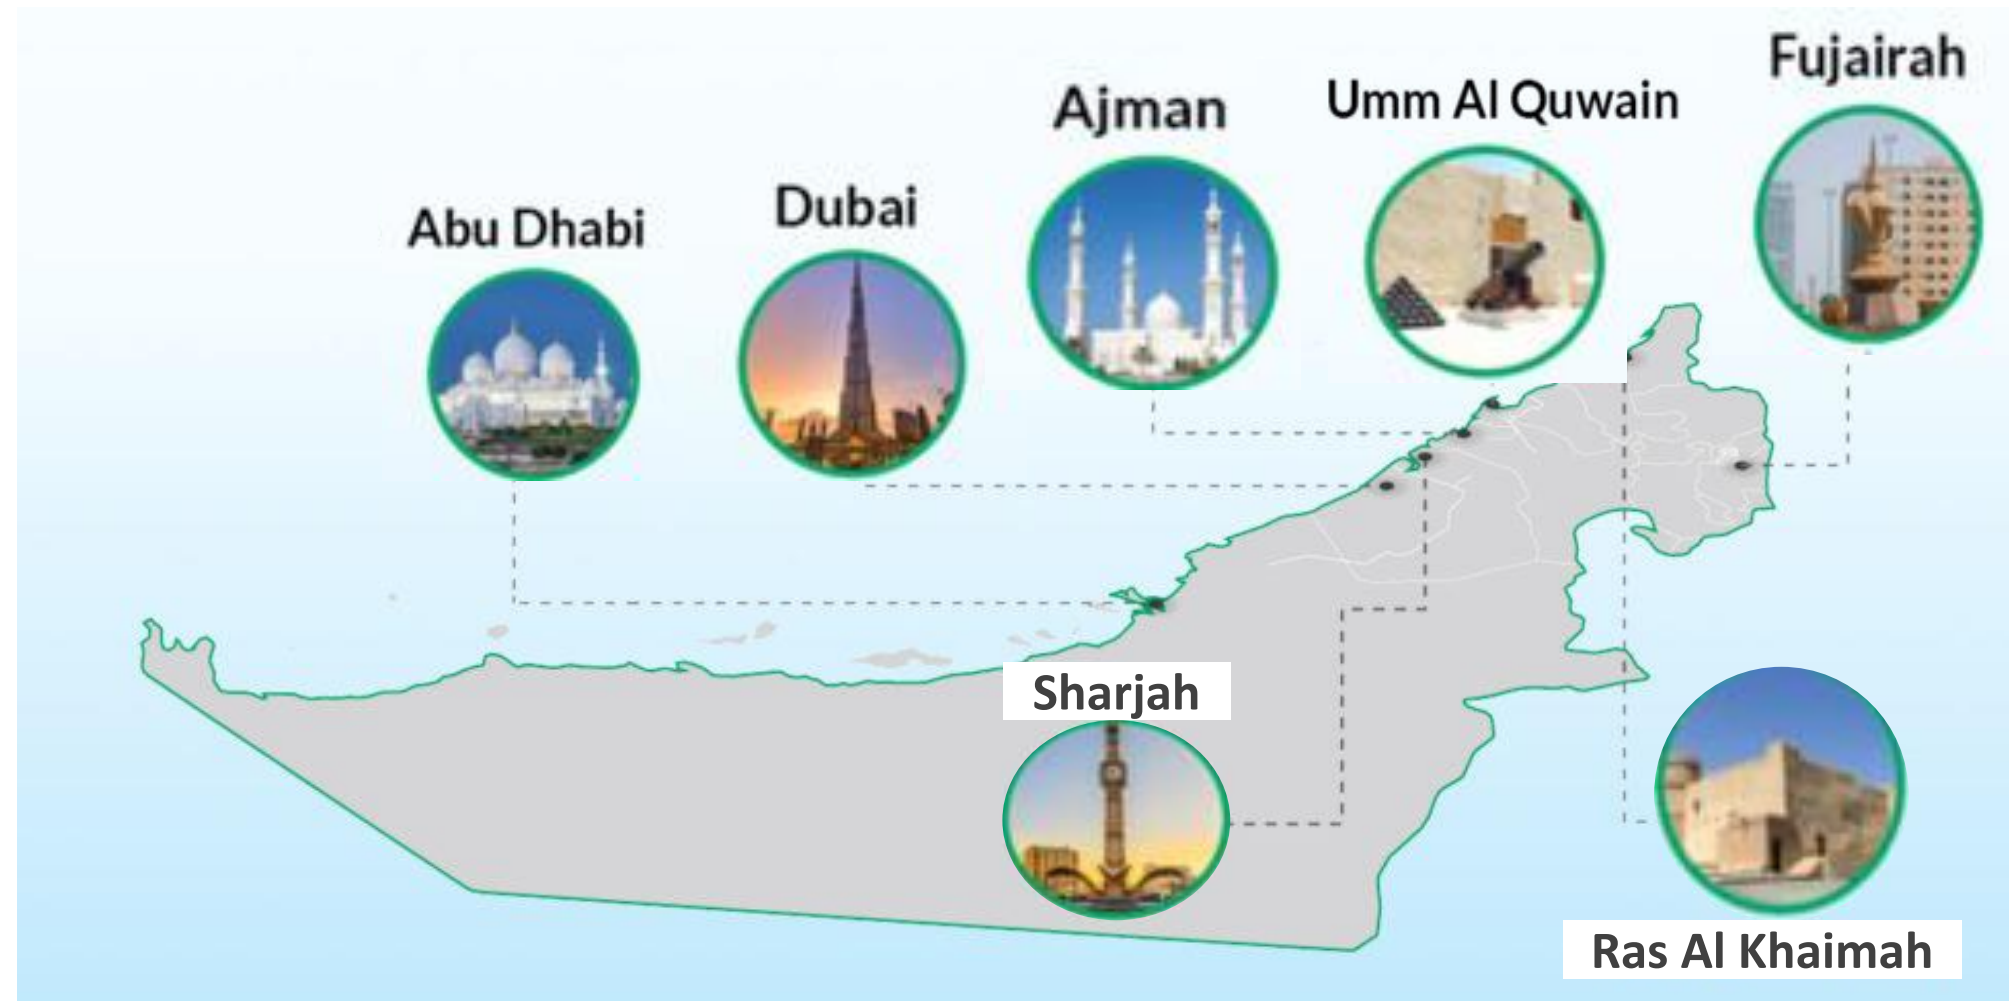 Fujairah
Umm Al Quwain
Ajman
Dubai
Abu Dhabi
Sharjah
Ras Al Khaimah